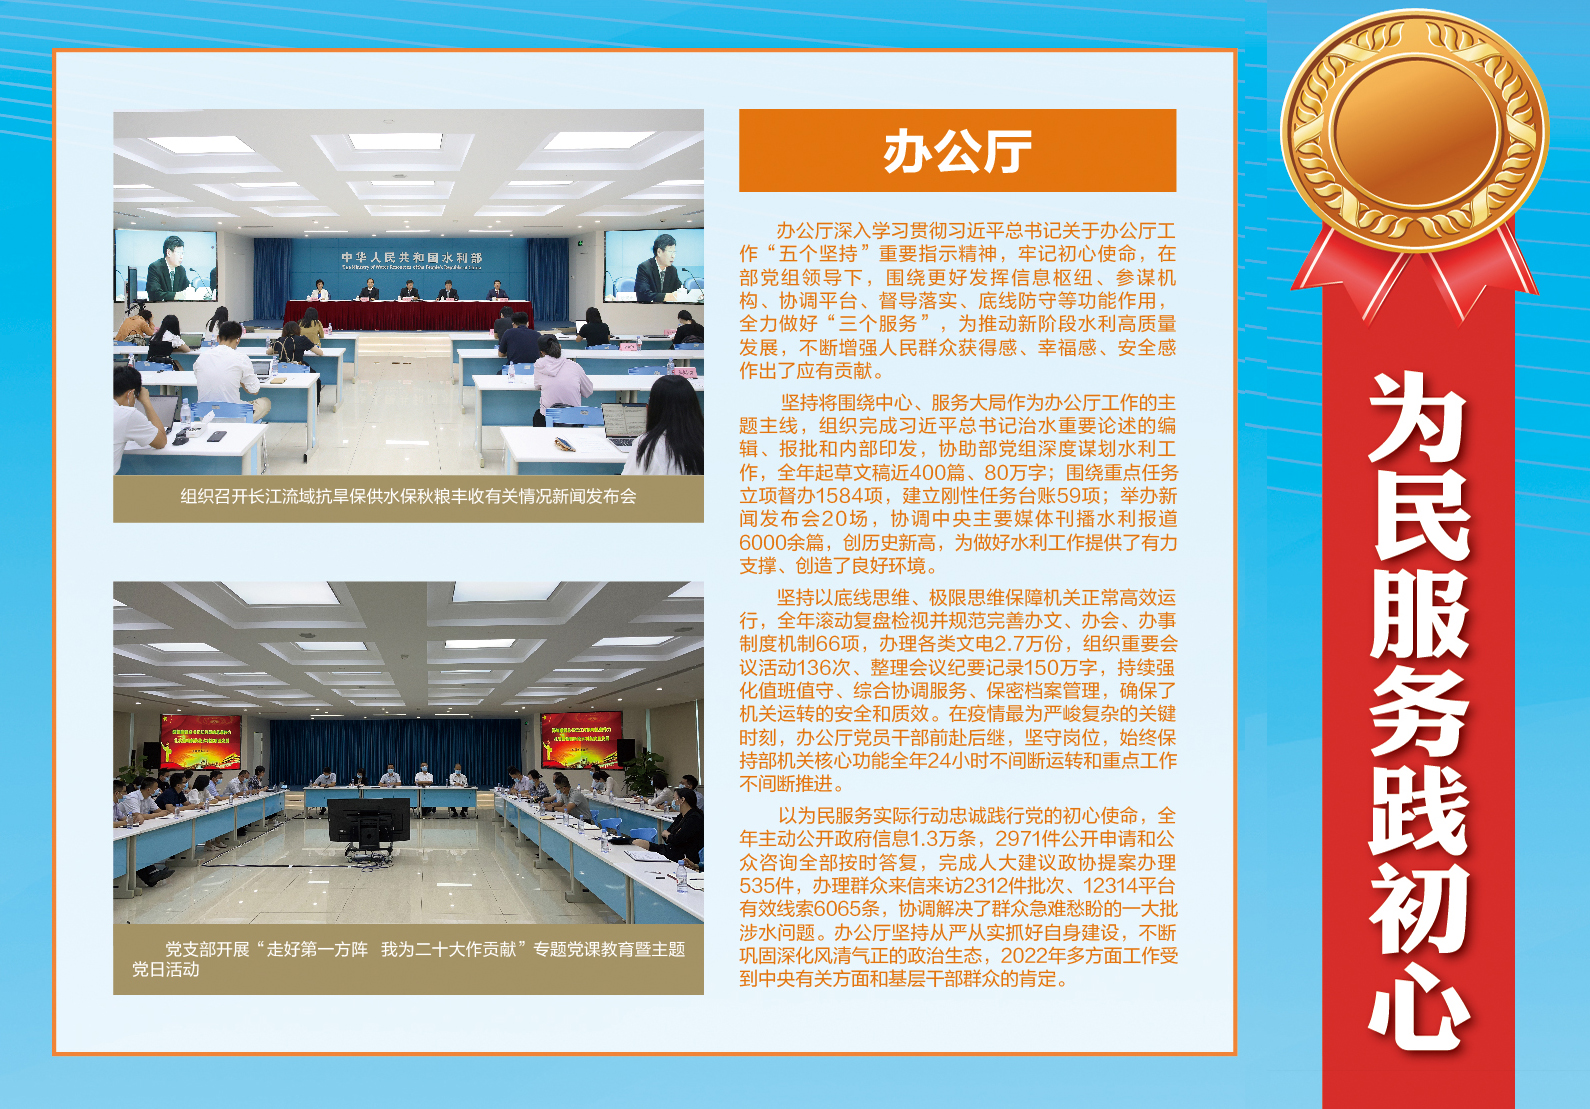 中华人民共和国水利部
The Ministry of Water Resources of the People's Republic of China
组织召开长江流域抗旱保供水保秋粮丰收有关情况新闻发布会
党支部开展“走好第一方阵 我为二十大作贡献”专题党课教育暨主题
党日活动
办公厅
办公厅深入学习贯彻习近平总书记关于办公厅工
作“五个坚持”重要指示精神，牢记初心使命，在
部党组领导下，围绕更好发挥信息枢纽、参谋机
构、协调平台、督导落实、底线防守等功能作用，
全力做好“三个服务”，为推动新阶段水利高质量
发展，不断增强人民群众获得感、幸福感、安全感
作出了应有贡献。
坚持将围绕中心、服务大局作为办公厅工作的主
题主线，组织完成习近平总书记治水重要论述的编
辑、报批和内部印发，协助部党组深度谋划水利工
作，全年起草文稿近400篇、80万字；围绕重点任务
立项督办1584项，建立刚性任务台账59项；举办新
闻发布会20场，协调中央主要媒体刊播水利报道
6000余篇，创历史新高，为做好水利工作提供了有力
支撑、创造了良好环境。
坚持以底线思维、极限思维保障机关正常高效运
行，全年滚动复盘检视并规范完善办文、办会、办事
制度机制66项，办理各类文电2.7万份，组织重要会
议活动136次、整理会议纪要记录150万字，持续强
化值班值守、综合协调服务、保密档案管理，确保了
机关运转的安全和质效。在疫情最为严峻复杂的关键
时刻，办公厅党员干部前赴后继，坚守岗位，始终保
持部机关核心功能全年24小时不间断运转和重点工作
不间断推进。
以为民服务实际行动忠诚践行党的初心使命，全
年主动公开政府信息1.3万条，2971件公开申请和公
众咨询全部按时答复，完成人大建议政协提案办理
535件，办理群众来信来访2312件批次、12314平台
有效线索6065条，协调解决了群众急难愁盼的一大批
涉水问题。办公厅坚持从严从实抓好自身建设，不断
巩固深化风清气正的政治生态，2022年多方面工作受
到中央有关方面和基层干部群众的肯定。
为民服务践初心